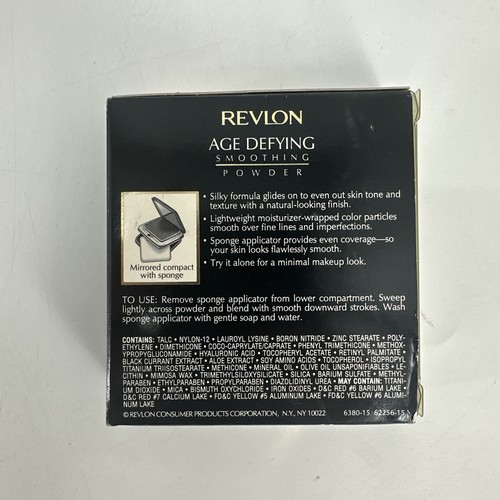 REVLON
AGE DEFYING
SMOOTHING
POWDER
• Silky formula glides on to even out skin tone and
texture with a natural-looking finish.
• Lightweight moisturizer-wrapped color particles
smooth over fine lines and imperfections.
• Sponge applicator provides even coverage—so
your skin looks flawlessly smooth.
• Try it alone for a minimal makeup look.
Mirrored compact
with sponge
TO USE: Remove sponge applicator from lower compartment. Sweep
lightly across powder and blend with smooth downward strokes. Wash
sponge applicator with gentle soap and water.
CONTAINS: TALC • NYLON-12 • LAUROYL LYSINE • BORON NITRIDE • ZINC STEARATE • POLY-
ETHYLENE • DIMETHICONE • COCO-CAPRYLATE/CAPRATE • PHENYL TRIMETHICONE • METHOX-
YPROPYLGLUCONAMIDE • HYALURONIC ACID • TOCOPHERYL ACETATE • RETINYL PALMITATE •
BLACK CURRANT EXTRACT • ALOE EXTRACT • SOY AMINO ACIDS • TOCOPHEROL • ISOPROPYL
TITANIUM TRIISOSTEARATE • METHICONE • MINERAL OIL • OLIVE OIL UNSAPONIFIABLES • LE-
CITHIN • MIMOSA WAX • TRIMETHYLSILOXYSILICATE • SILICA • BARIUM SULFATE • METHYL-
PARABEN • ETHYLPARABEN • PROPYLPARABEN • DIAZOLIDINYL UREA • MAY CONTAIN: TITANI-
UM DIOXIDE • MICA • BISMUTH OXYCHLORIDE • IRON OXIDES • D&C RED #6 BARIUM LAKE •
D&C RED #7 CALCIUM LAKE • FD&C YELLOW #5 ALUMINUM LAKE • FD&C YELLOW #6 ALUMI-
NUM LAKE
© REVLON CONSUMER PRODUCTS CORPORATION, N.Y., NY 10022 6380-15 62256-15